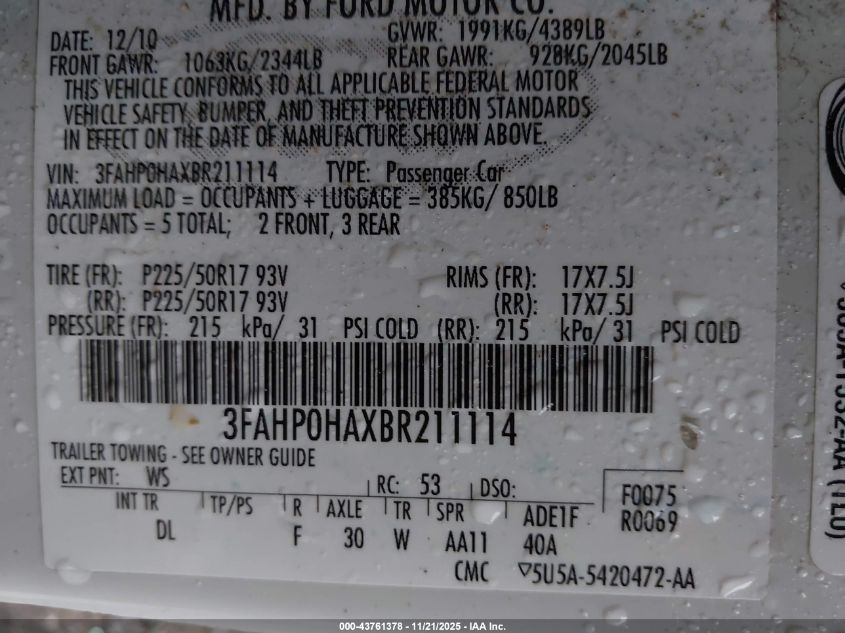 MFD. BY FORD MOTOR CO.
DATE: 12/10 GVWR: 1991KG/4389LB
FRONT GAWR: 1063KG/2344LB REAR GAWR: 928KG/2045LB
THIS VEHICLE CONFORMS TO ALL APPLICABLE FEDERAL MOTOR
VEHICLE SAFETY, BUMPER, AND THEFT PREVENTION STANDARDS
IN EFFECT ON THE DATE OF MANUFACTURE SHOWN ABOVE.
VIN: 3FAHP0HAXBR211114 TYPE: Passenger Car
MAXIMUM LOAD = OCCUPANTS + LUGGAGE = 385KG/ 850LB
OCCUPANTS = 5 TOTAL; 2 FRONT, 3 REAR
TIRE (FR): P225/50R17 93V RIMS (FR): 17X7.5J
(RR): P225/50R17 93V (RR): 17X7.5J
PRESSURE (FR): 215 kPa/ 31 PSI COLD (RR): 215 kPa/ 31 PSI COLD
3FAHP0HAXBR211114
TRAILER TOWING - SEE OWNER GUIDE
EXT PNT: WS RC: 53 DSO: F0075
INT TR TP/PS R AXLE TR SPR ADE1F R0069
DL F 30 W AA11 40A
CMC ▽5U5A-5420472-AA
(TL0)
000-43761378 - 11/21/2025 - IAA Inc.